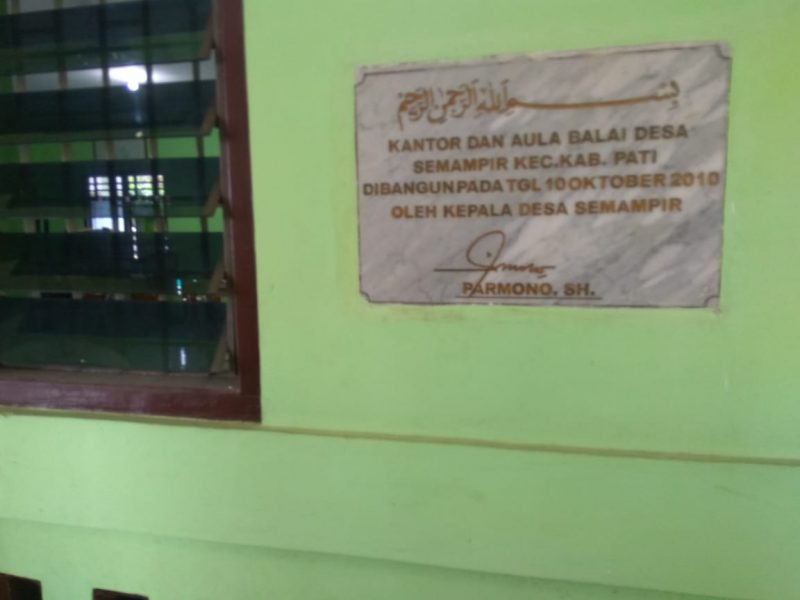 بسم الله الرحمن الرحيم
KANTOR DAN AULA BALAI DESA
SEMAMPIR KEC.KAB. PATI
DIBANGUN PADA TGL 10 OKTOBER 2010
OLEH KEPALA DESA SEMAMPIR
PARMONO, SH.